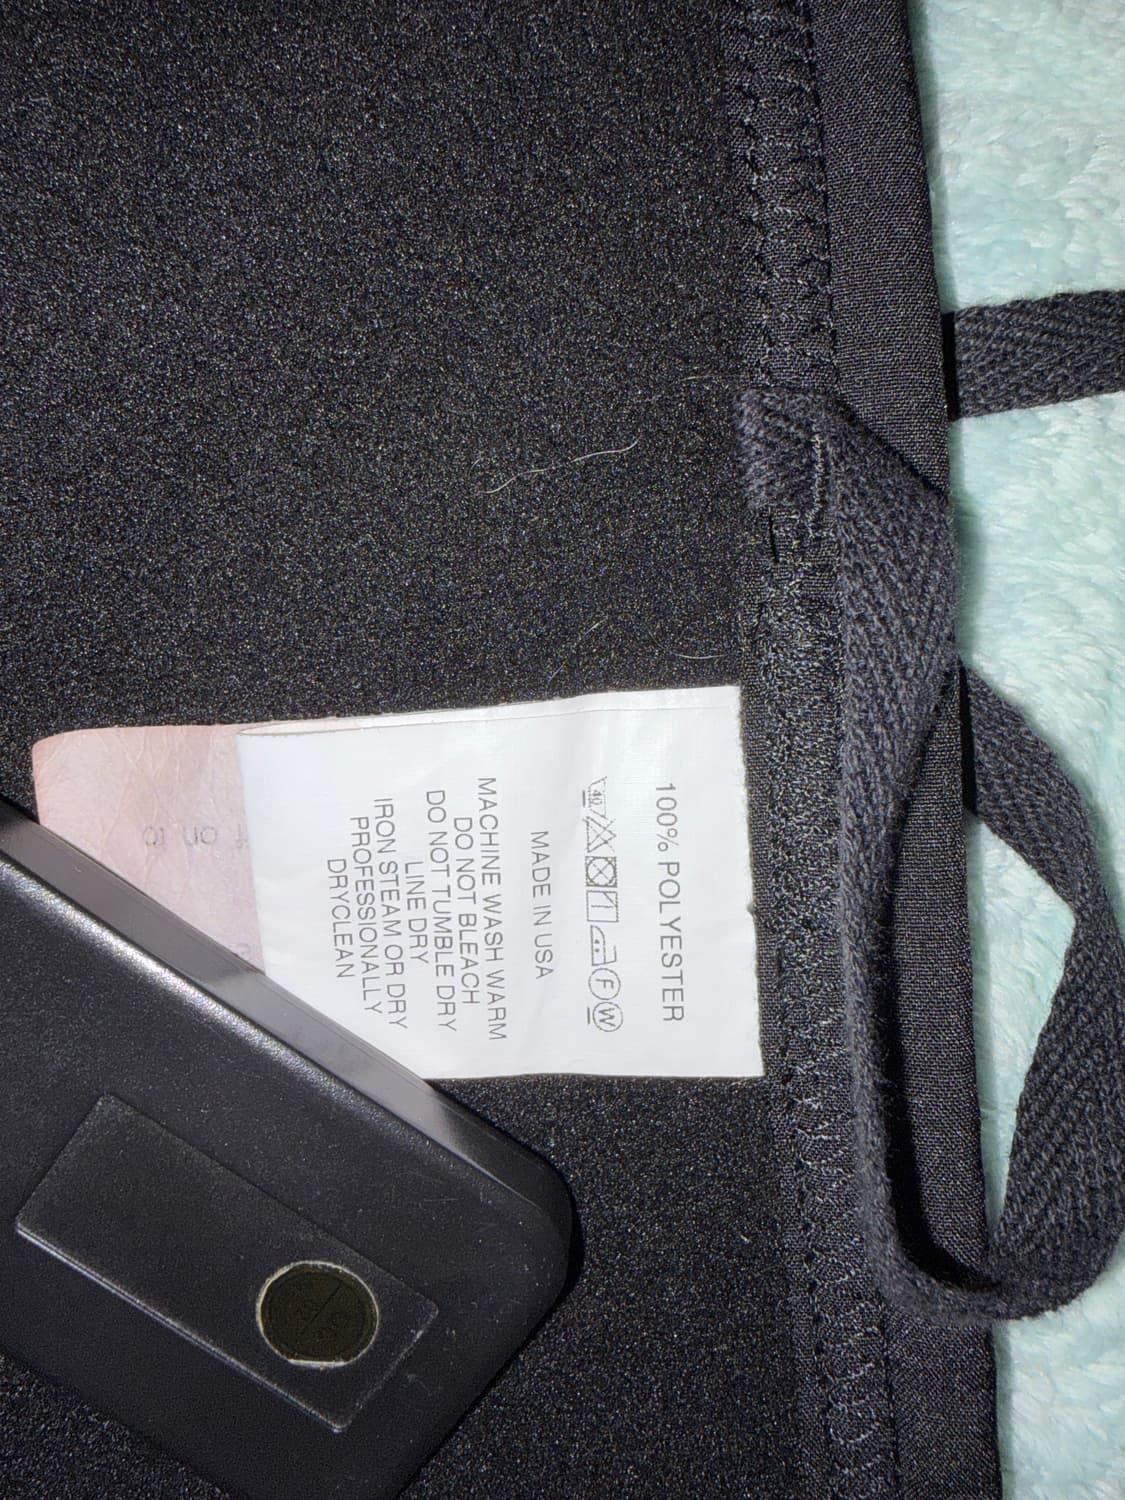 100% POLYESTER
40 F W
MADE IN USA
MACHINE WASH WARM
DO NOT BLEACH
DO NOT TUMBLE DRY
LINE DRY
IRON STEAM OR DRY
PROFESSIONALLY
DRYCLEAN